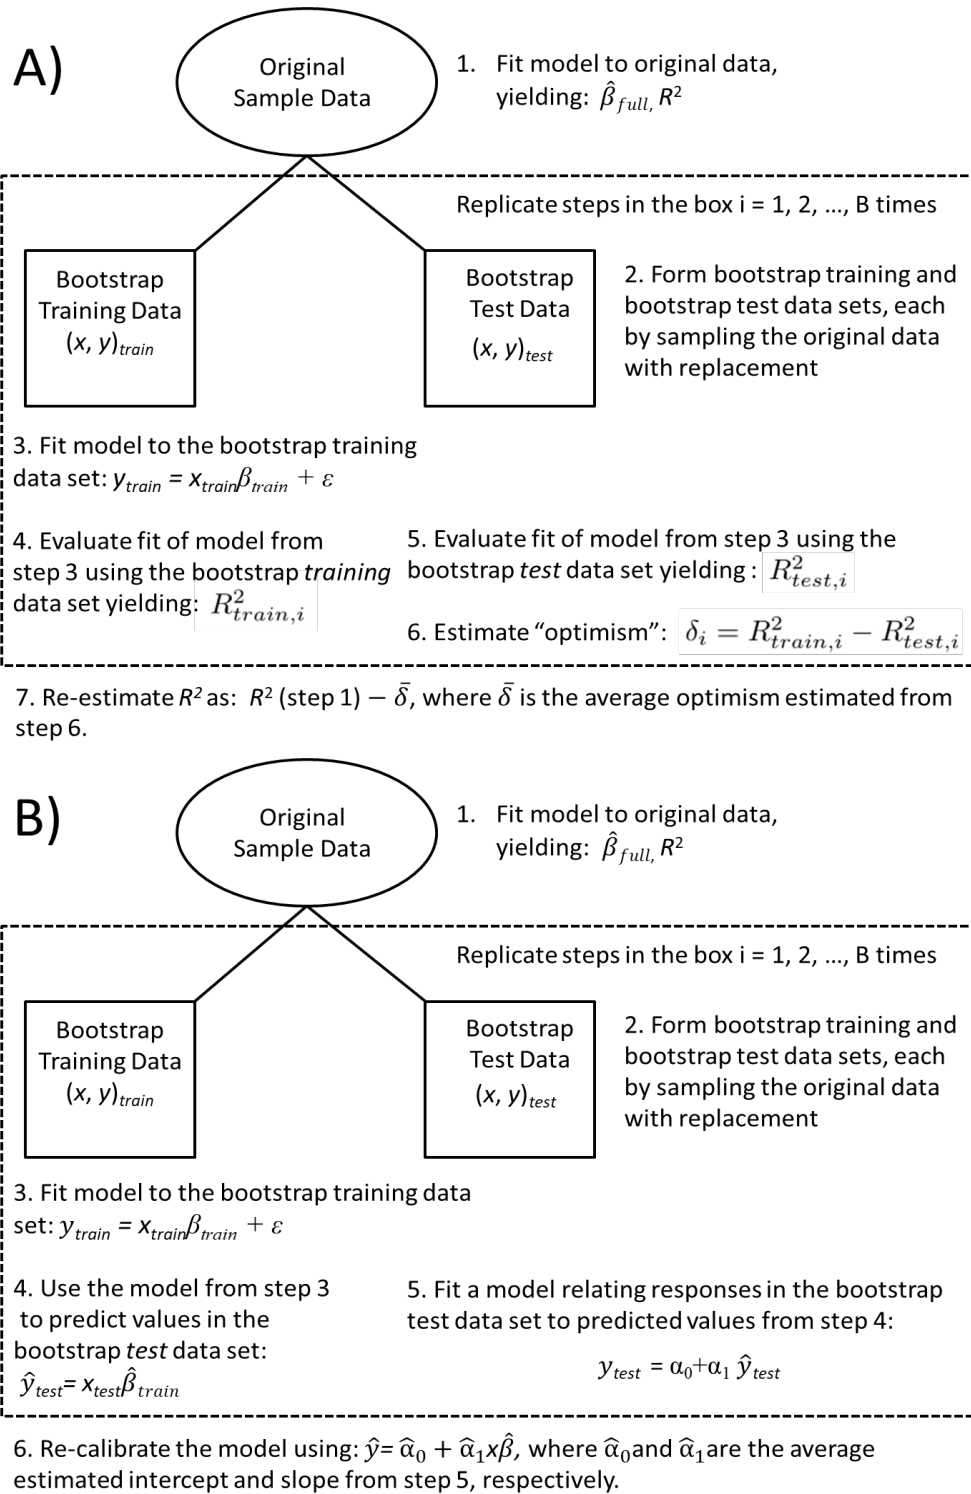 A)
Original
Sample Data
1. Fit model to original data,
yielding: β̂full, R²
Replicate steps in the box i = 1, 2, ..., B times
Bootstrap
Training Data
(x, y)train
Bootstrap
Test Data
(x, y)test
2. Form bootstrap training and
bootstrap test data sets, each
by sampling the original data
with replacement
3. Fit model to the bootstrap training
data set: ytrain = xtrainβtrain + ε
4. Evaluate fit of model from
step 3 using the bootstrap training
data set yielding: R²train,i
5. Evaluate fit of model from step 3 using the
bootstrap test data set yielding : R²test,i
6. Estimate “optimism”: δi = R²train,i − R²test,i
7. Re-estimate R² as: R² (step 1) − δ̄, where δ̄ is the average optimism estimated from
step 6.
B)
Original
Sample Data
1. Fit model to original data,
yielding: β̂full, R²
Replicate steps in the box i = 1, 2, ..., B times
Bootstrap
Training Data
(x, y)train
Bootstrap
Test Data
(x, y)test
2. Form bootstrap training and
bootstrap test data sets, each
by sampling the original data
with replacement
3. Fit model to the bootstrap training data
set: ytrain = xtrainβtrain + ε
4. Use the model from step 3
to predict values in the
bootstrap test data set:
ŷtest= xtestβ̂train
5. Fit a model relating responses in the bootstrap
test data set to predicted values from step 4:
ytest = α0+α1 ŷtest
6. Re-calibrate the model using: ŷ= α̂0 + α̂1xβ̂, where α̂0and α̂1are the average
estimated intercept and slope from step 5, respectively.